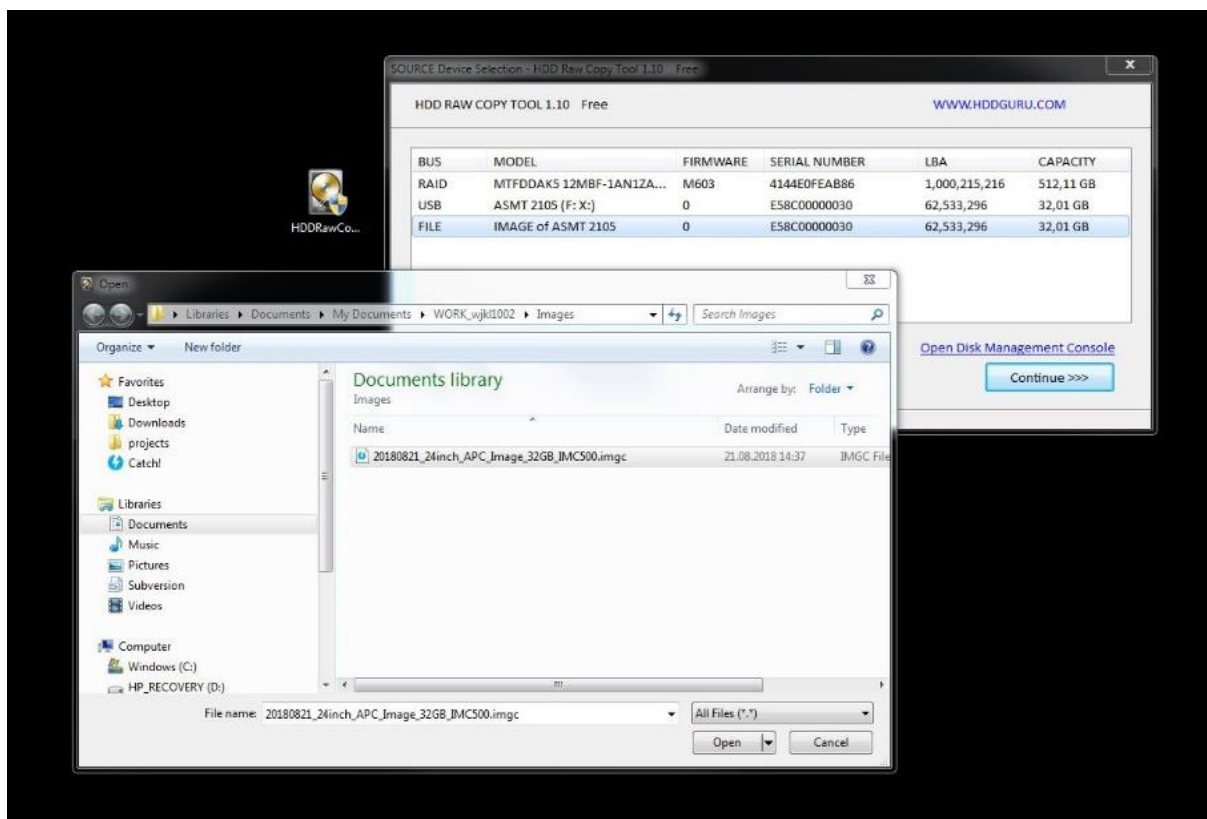 SOURCE Device Selection - HDD Raw Copy Tool 1.10 Free
X
HDD RAW COPY TOOL 1.10 Free
WWW.HDDGURU.COM
BUS MODEL FIRMWARE SERIAL NUMBER LBA CAPACITY
RAID MTFDDAK512MBF-1AN1ZA... M603 4144E0FEAB86 1,000,215,216 512,11 GB
USB ASMT 2105 (F: X:) 0 E58C00000030 62,533,296 32,01 GB
FILE IMAGE of ASMT 2105 0 E58C00000030 62,533,296 32,01 GB
Open Disk Management Console
Continue >>>
HDDRawCo...
Open
Libraries Documents My Documents WORK_wjkl1002 Images
Search Images
Organize New folder
Favorites
Desktop
Downloads
projects
Catch!
Libraries
Documents
Music
Pictures
Subversion
Videos
Computer
Windows (C:)
HP_RECOVERY (D:)
Documents library
Images
Arrange by: Folder
Name Date modified Type
20180821_24inch_APC_Image_32GB_IMC500.imgc 21.08.2018 14:37 IMGC File
File name: 20180821_24inch_APC_Image_32GB_IMC500.imgc
All Files (*.*)
Open Cancel